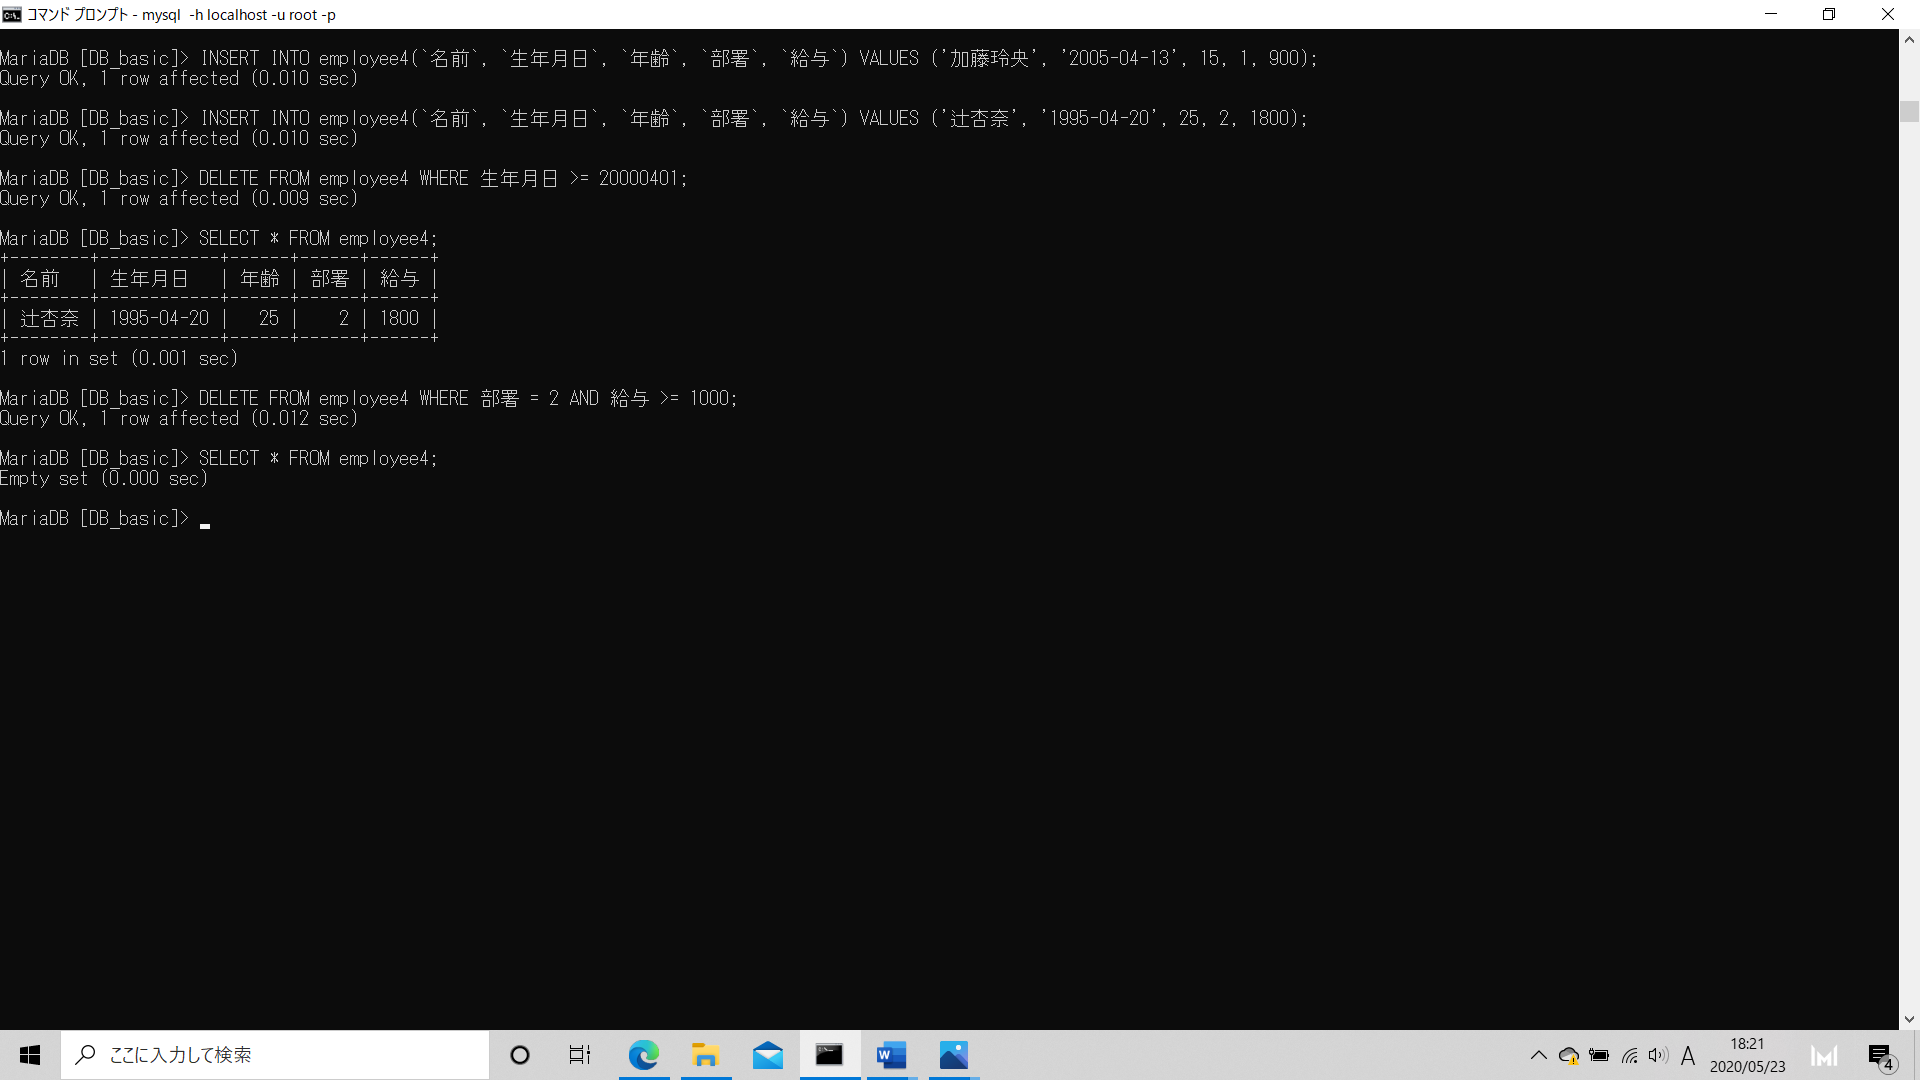 コマンド プロンプト - mysql  -h localhost -u root -p
MariaDB [DB_basic]> INSERT INTO employee4(`名前`, `生年月日`, `年齢`, `部署`, `給与`) VALUES ('加藤玲央', '2005-04-13', 15, 1, 900);
Query OK, 1 row affected (0.010 sec)
MariaDB [DB_basic]> INSERT INTO employee4(`名前`, `生年月日`, `年齢`, `部署`, `給与`) VALUES ('辻杏奈', '1995-04-20', 25, 2, 1800);
Query OK, 1 row affected (0.010 sec)
MariaDB [DB_basic]> DELETE FROM employee4 WHERE 生年月日 >= 20000401;
Query OK, 1 row affected (0.009 sec)
MariaDB [DB_basic]> SELECT * FROM employee4;
+--------+------------+------+------+------+
| 名前   | 生年月日   | 年齢 | 部署 | 給与 |
+--------+------------+------+------+------+
| 辻杏奈 | 1995-04-20 |   25 |    2 | 1800 |
+--------+------------+------+------+------+
1 row in set (0.001 sec)
MariaDB [DB_basic]> DELETE FROM employee4 WHERE 部署 = 2 AND 給与 >= 1000;
Query OK, 1 row affected (0.012 sec)
MariaDB [DB_basic]> SELECT * FROM employee4;
Empty set (0.000 sec)
MariaDB [DB_basic]>
ここに入力して検索
A
18:21
2020/05/23
4